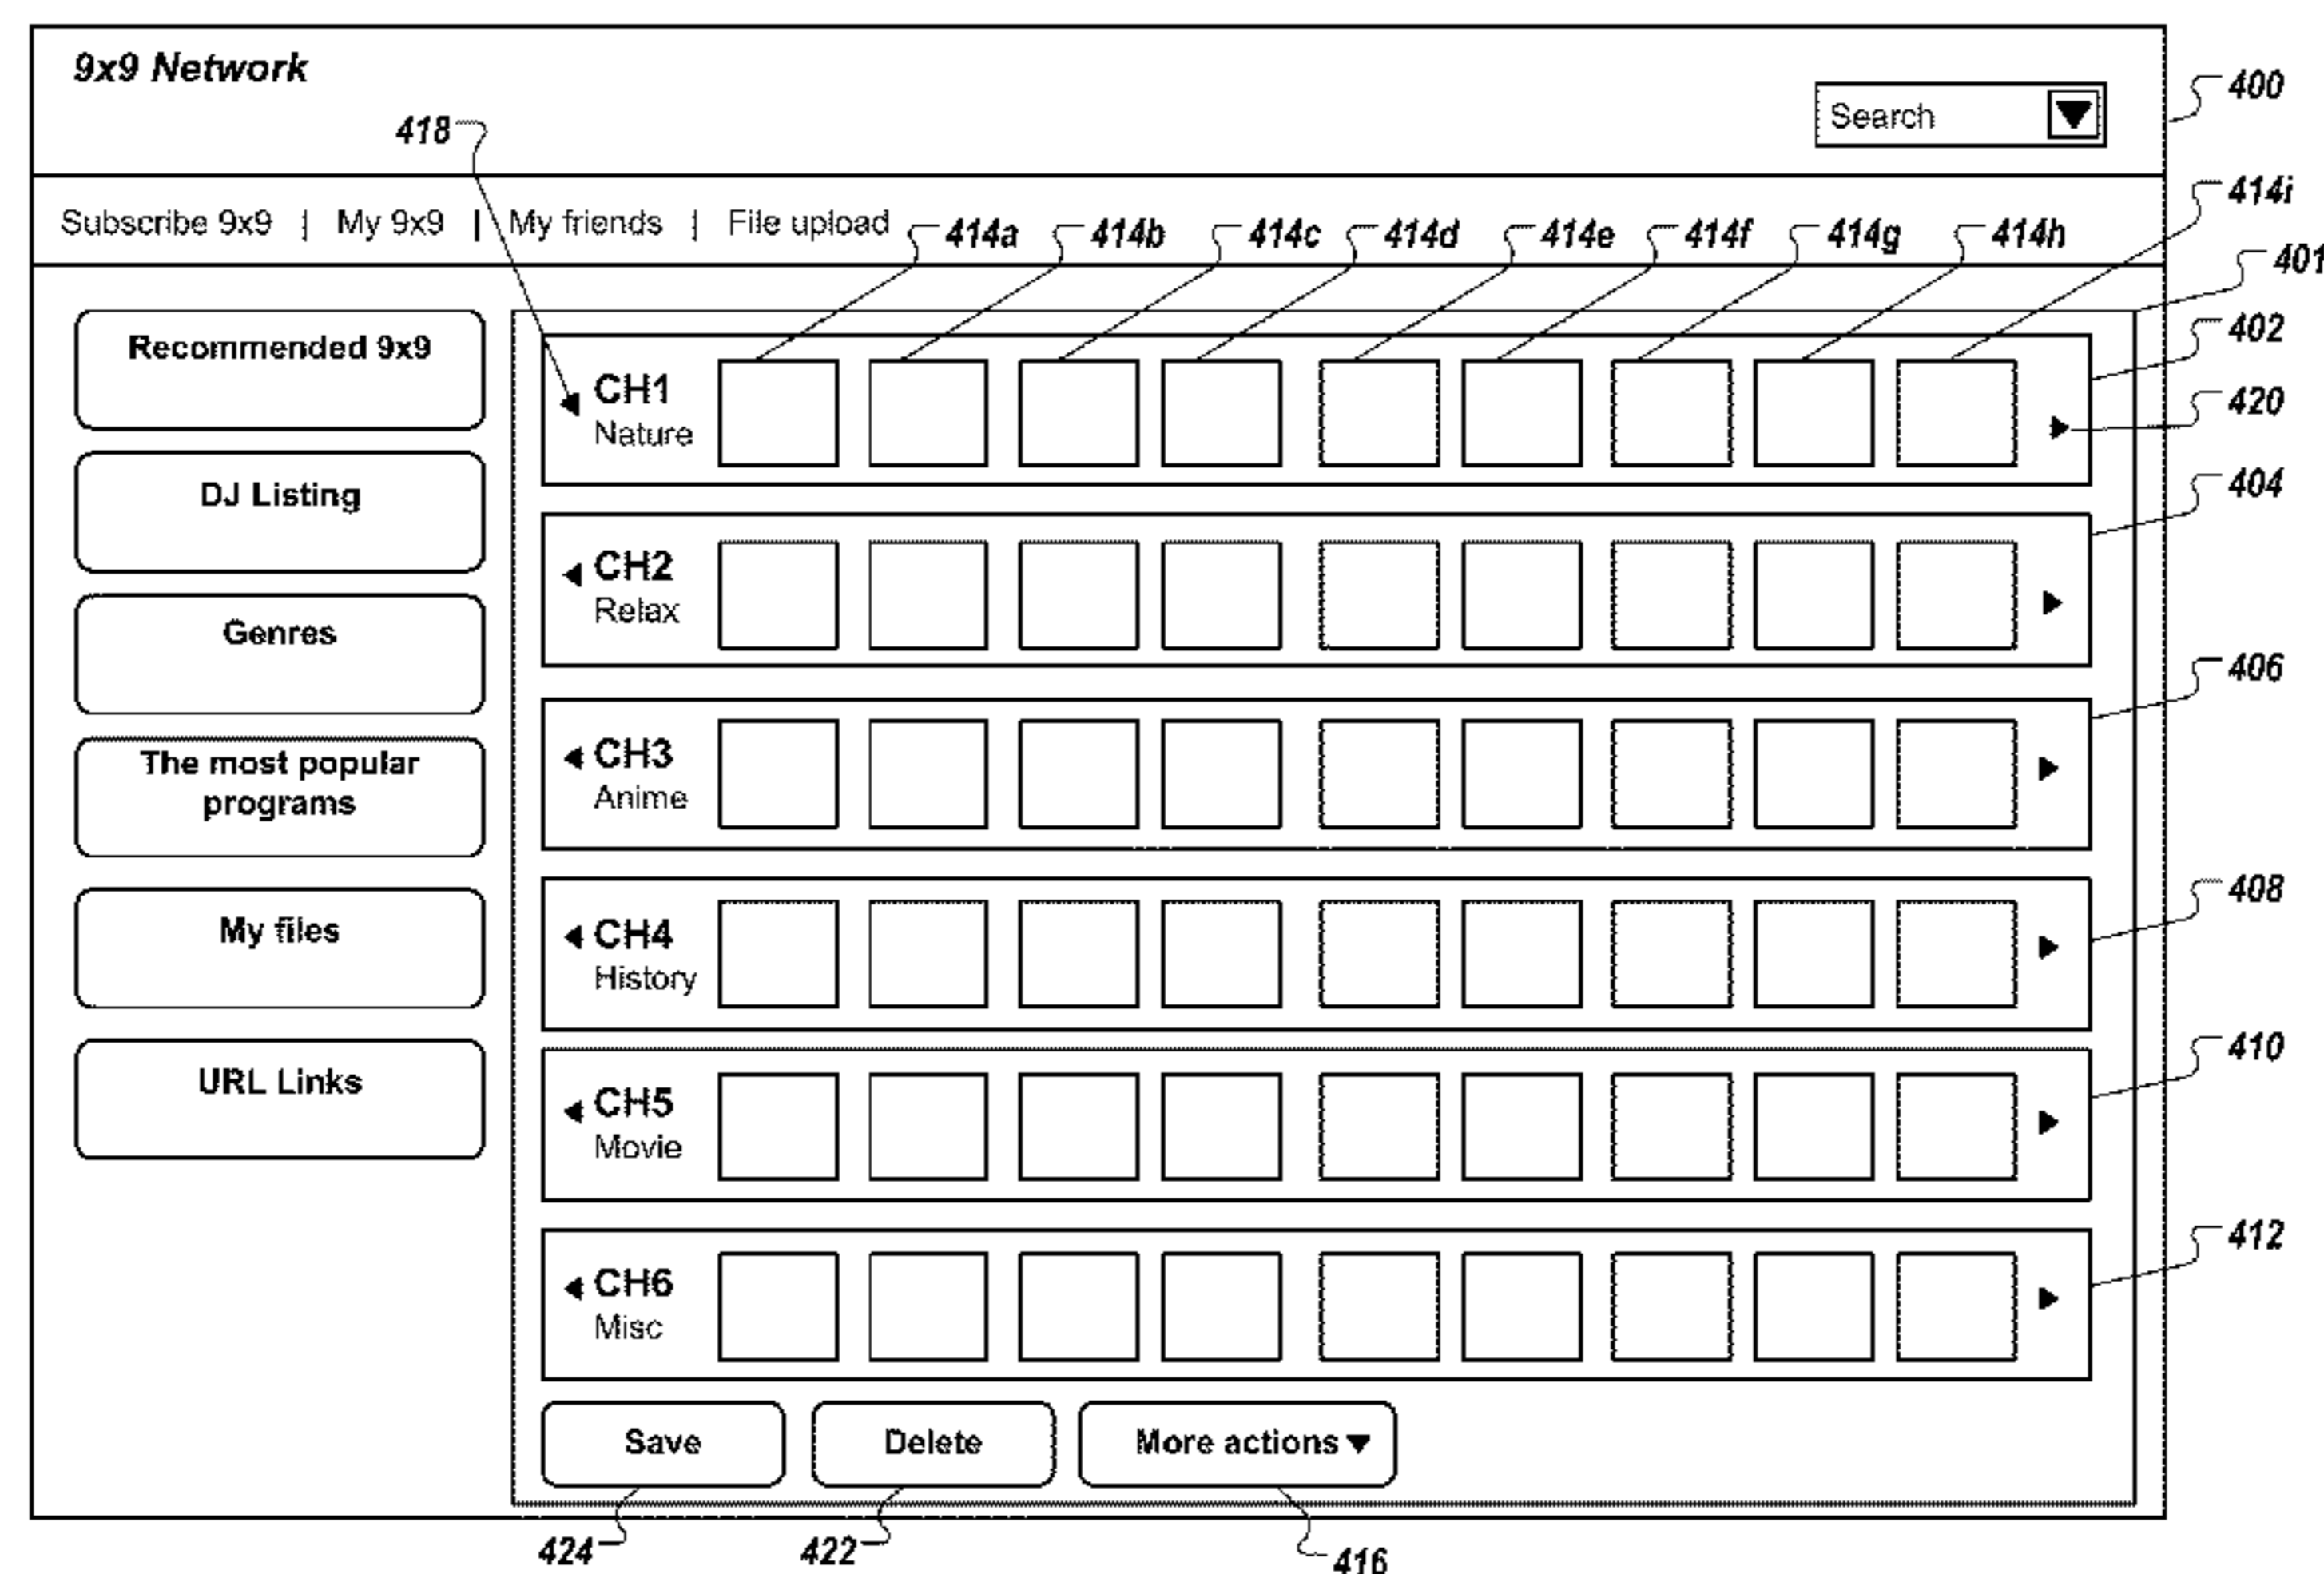 9x9 Network
400
Search
418
414i
Subscribe 9x9 | My 9x9 | My friends | File upload
414a 414b 414c 414d 414e 414f 414g 414h
401
Recommended 9x9
402
CH1
Nature
420
DJ Listing
404
CH2
Relax
Genres
406
The most popular
programs
CH3
Anime
408
My files
CH4
History
410
URL Links
CH5
Movie
412
CH6
Misc
Save Delete More actions
424 422 416